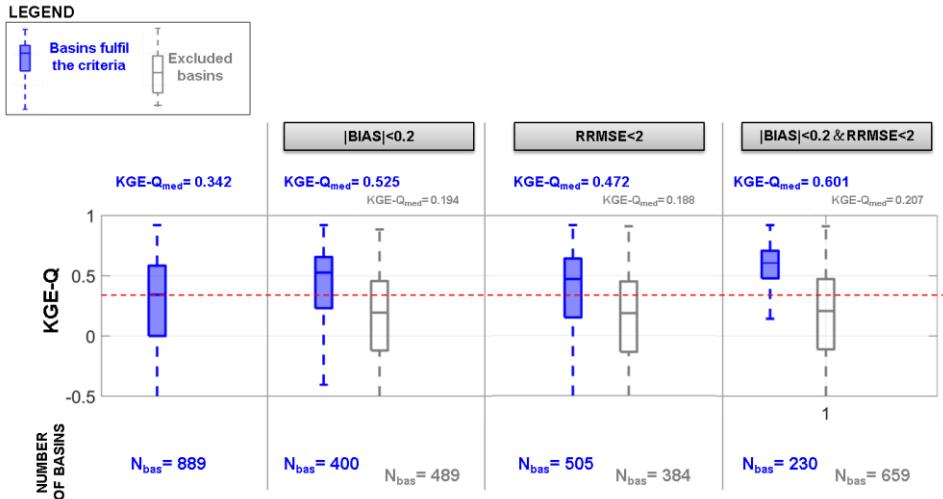 LEGEND
Basins fulfil
the criteria
Excluded
basins
|BIAS|<0.2
RRMSE<2
|BIAS|<0.2 & RRMSE<2
KGE-Qmed = 0.342
KGE-Qmed = 0.525
KGE-Qmed = 0.472
KGE-Qmed = 0.601
KGE-Qmed = 0.194
KGE-Qmed = 0.188
KGE-Qmed = 0.207
KGE-Q
1
0.5
0
-0.5
1
NUMBER
OF BASINS
Nbas = 889
Nbas = 400
Nbas = 489
Nbas = 505
Nbas = 384
Nbas = 230
Nbas = 659